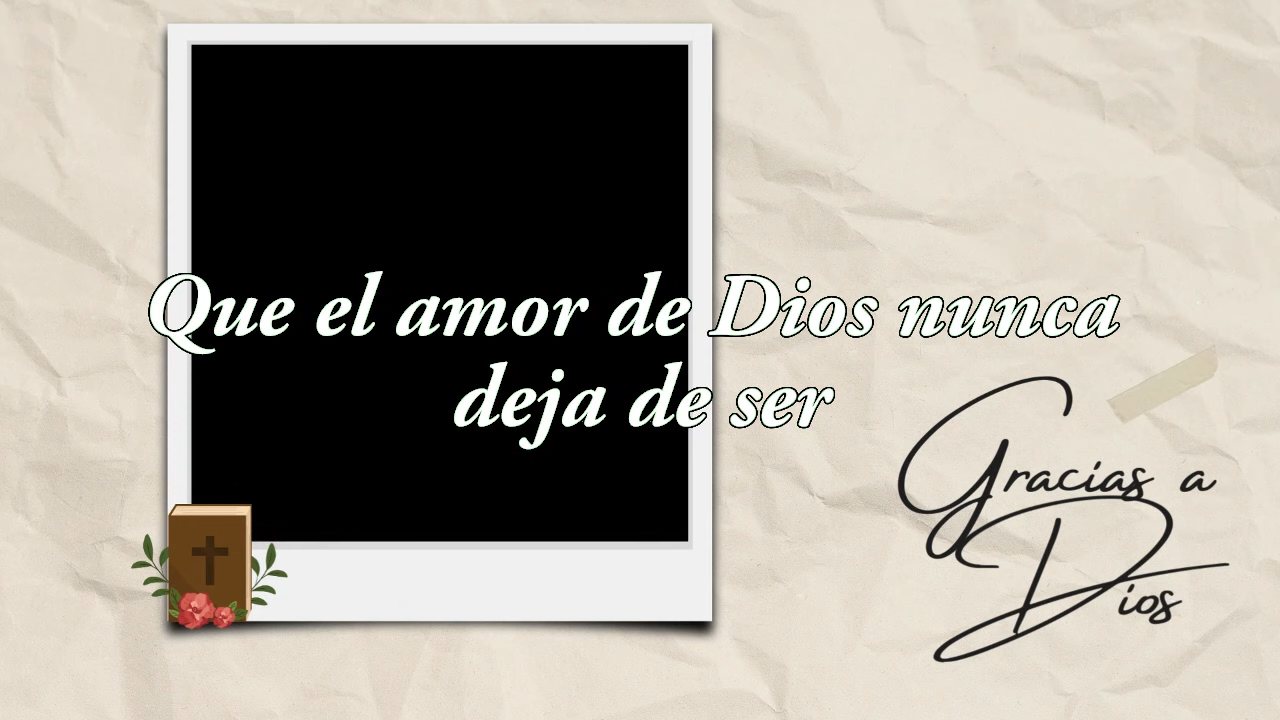 Que el amor de Dios nunca
deja de ser
Gracias a
Dios